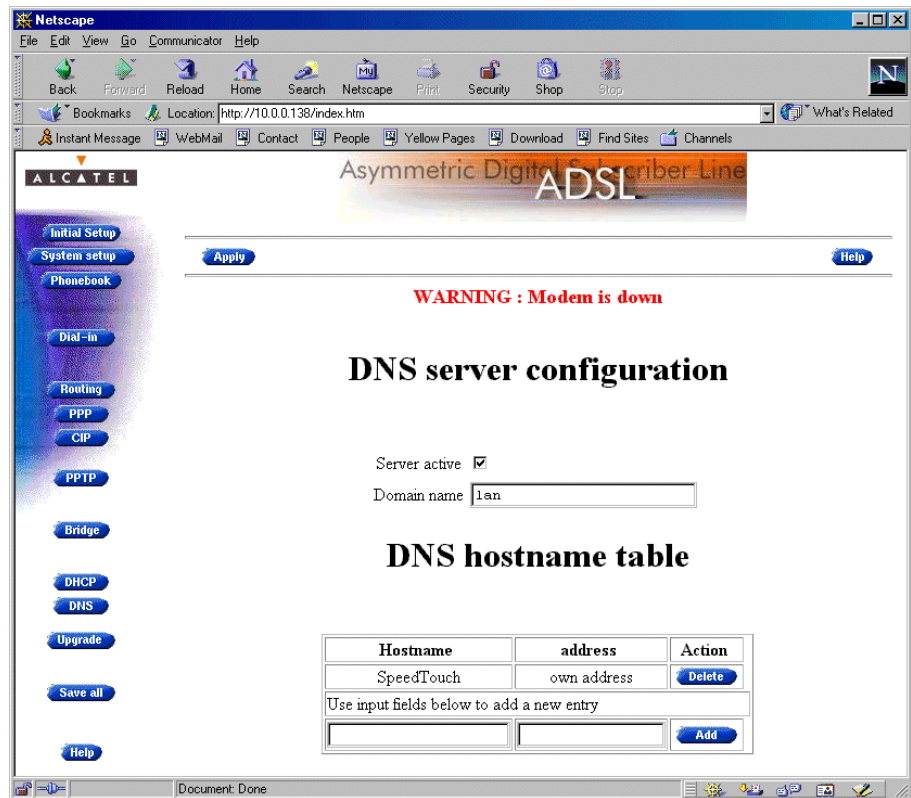 Netscape
File Edit View Go Communicator Help
Back Forward Reload Home Search Netscape Print Security Shop Stop
My
N
Bookmarks Location: http://10.0.0.138/index.htm What's Related
Instant Message WebMail Contact People Yellow Pages Download Find Sites Channels
ALCATEL
Asymmetric Digital Subscriber Line
ADSL
Initial Setup
System setup
Phonebook
Dial-in
Routing
PPP
CIP
PPTP
Bridge
DHCP
DNS
Upgrade
Save all
Help
Apply Help
WARNING : Modem is down
DNS server configuration
Server active
Domain name lan
DNS hostname table
Hostname address Action
SpeedTouch own address Delete
Use input fields below to add a new entry
Add
Document: Done